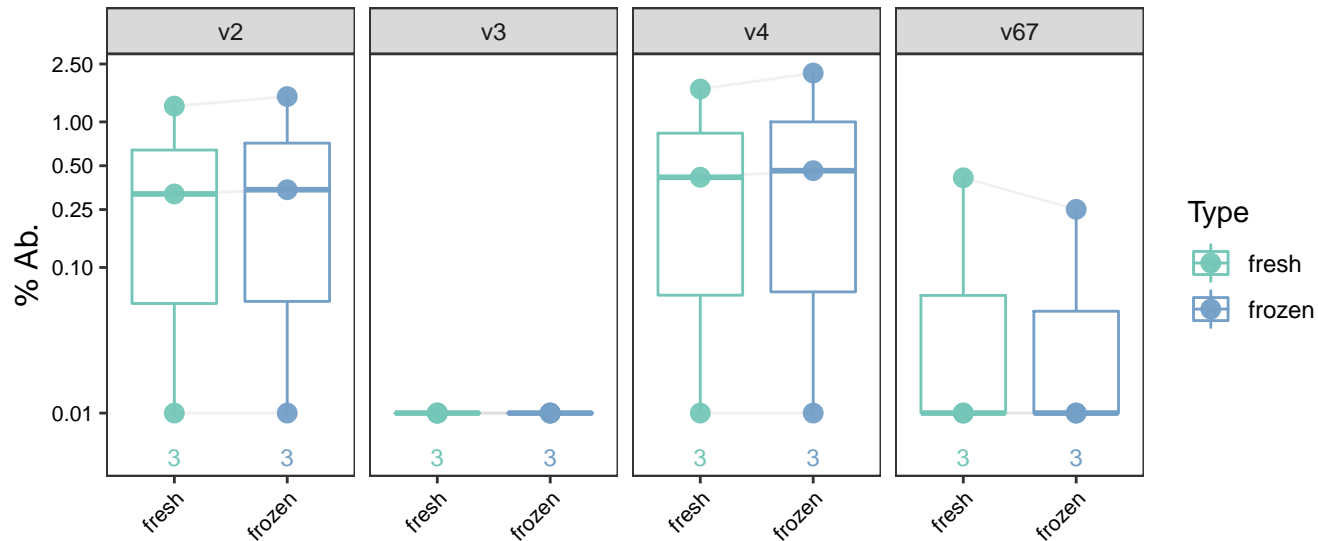 v2 v3 v4 v67
% Ab.
2.50
1.00
0.50
0.25
0.10
0.01
3 3 3 3 3 3 3 3
fresh frozen fresh frozen fresh frozen fresh frozen
Type
fresh
frozen